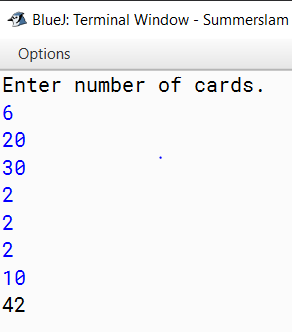 BlueJ: Terminal Window - Summerslam
Options
Enter number of cards.
6
20
30
2
2
2
10
42